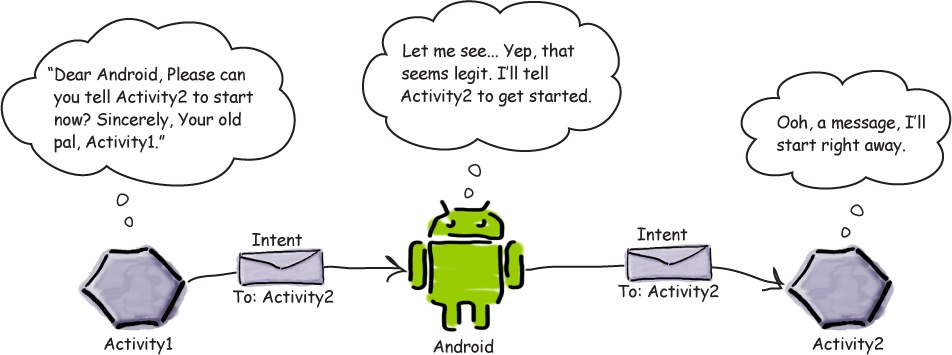 “Dear Android, Please can
you tell Activity2 to start
now? Sincerely, Your old
pal, Activity1.”
Let me see... Yep, that
seems legit. I’ll tell
Activity2 to get started.
Ooh, a message, I’ll
start right away.
Intent
To: Activity2
Intent
To: Activity2
Activity1
Android
Activity2